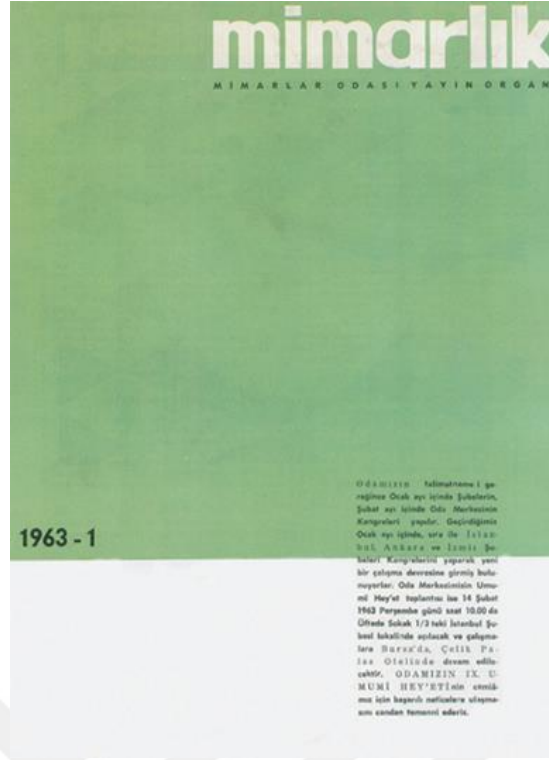 mimarlık
MİMARLAR ODASI YAYIN ORGAN
1963 - 1
Odamızın talimatname i ge-
reğince Ocak ayı içinde Şubelerin,
Şubat ayı içinde Oda Merkezinin
Kongreleri yapılır. Geçirdiğimiz
Ocak ayı içinde, sıra ile İstan-
bul, Ankara ve İzmir Şu-
beleri Kongrelerini yaparak yeni
bir çalışma devresine girmiş bulu-
nuyorlar. Oda Merkezimizin Umu-
mî Hey'et toplantısı ise 14 Şubat
1963 Perşembe günü saat 10.00 da
Üftade Sokak 1/3 teki İstanbul Şu-
besi lokalinde açılacak ve çalışma-
lara Bursa'da, Çelik Pa-
las Otelinde devam edile-
cektir. ODAMIZIN IX. U-
MUMİ HEY'ETİnin
için başarılı neticelere ulaşma-
sını candan temenni ederiz.